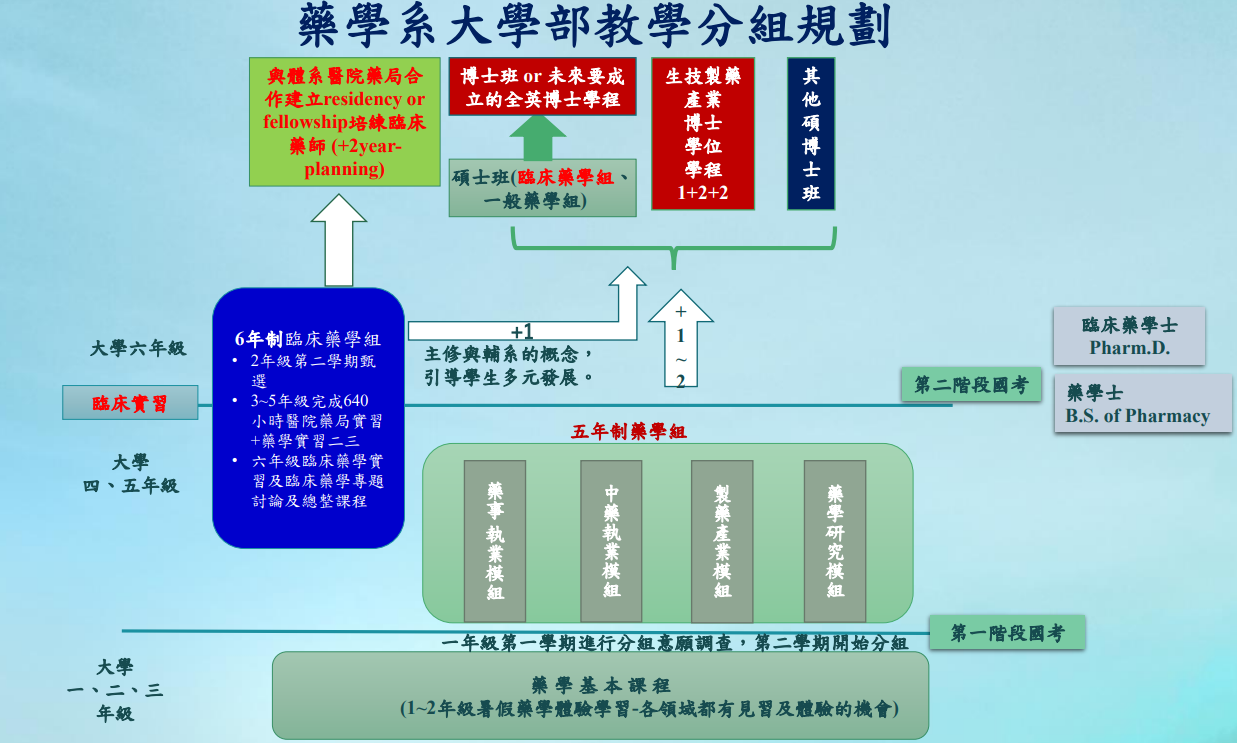 藥學系大學部教學分組規劃
與體系醫院藥局合
作建立residency or
fellowship培練臨床
藥師 (+2year-
planning)
博士班 or 未來要成
立的全英博士學程
碩士班(臨床藥學組、
一般藥學組)
生技製藥
產業
博士
學位
學程
1+2+2
其
他
碩
博
士
班
大學六年級
臨床實習
大學
四、五年級
6年制臨床藥學組
• 2年級第二學期甄
選
• 3~5年級完成640
小時醫院藥局實習
+藥學實習二三
• 六年級臨床藥學實
習及臨床藥學專題
討論及總整課程
+1
主修與輔系的概念，
引導學生多元發展。
+
1
~
2
臨床藥學士
Pharm.D.
第二階段國考
藥學士
B.S. of Pharmacy
五年制藥學組
藥事執業模組
中藥執業模組
製藥產業模組
藥學研究模組
第一階段國考
一年級第一學期進行分組意願調查，第二學期開始分組
大學
一、二、三
年級
藥學基本課程
(1~2年級暑假藥學體驗學習-各領域都有見習及體驗的機會)